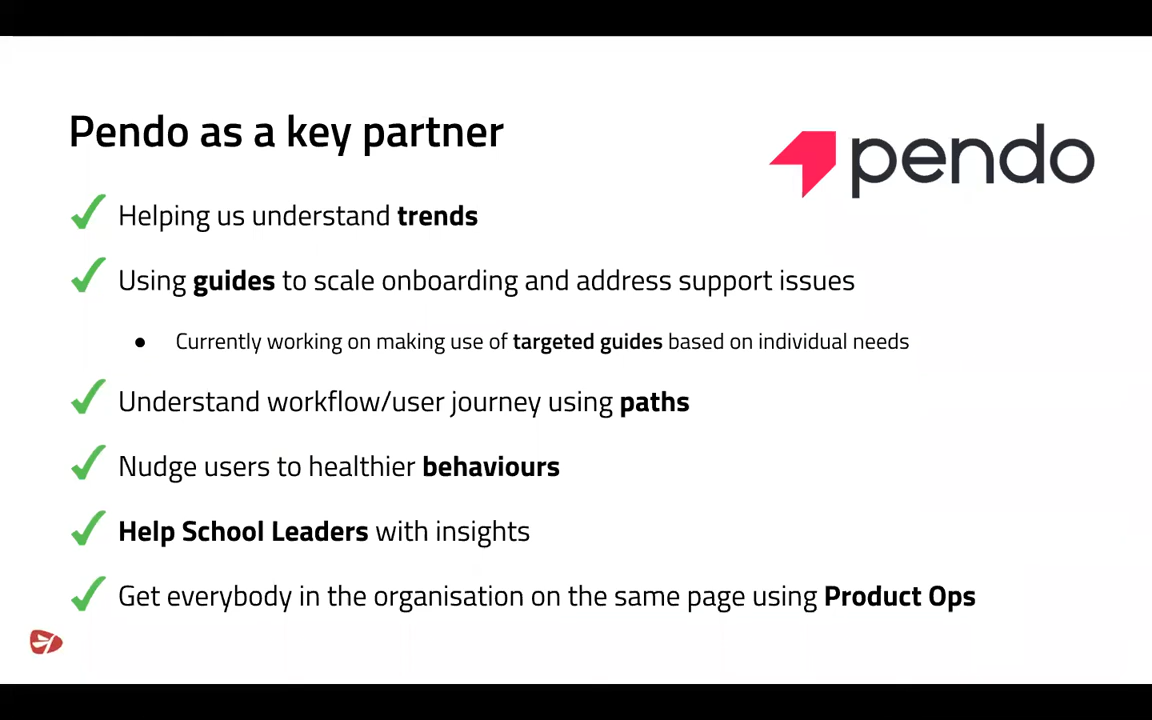 Pendo as a key partner
pendo
Helping us understand trends
Using guides to scale onboarding and address support issues
Currently working on making use of targeted guides based on individual needs
Understand workflow/user journey using paths
Nudge users to healthier behaviours
Help School Leaders with insights
Get everybody in the organisation on the same page using Product Ops